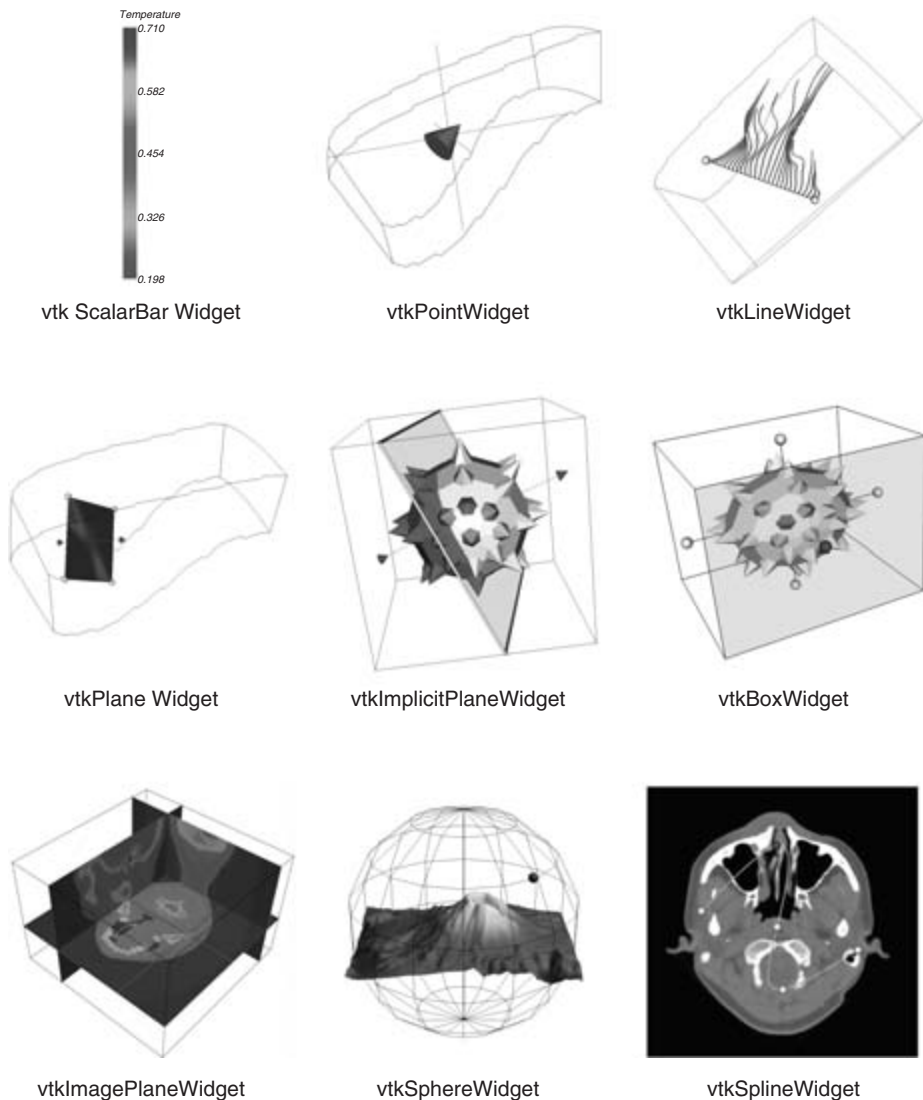 Temperature
0.710
0.582
0.454
0.326
0.198
vtk ScalarBar Widget
vtkPointWidget
vtkLineWidget
vtkPlane Widget
vtkImplicitPlaneWidget
vtkBoxWidget
vtkImagePlaneWidget
vtkSphereWidget
vtkSplineWidget